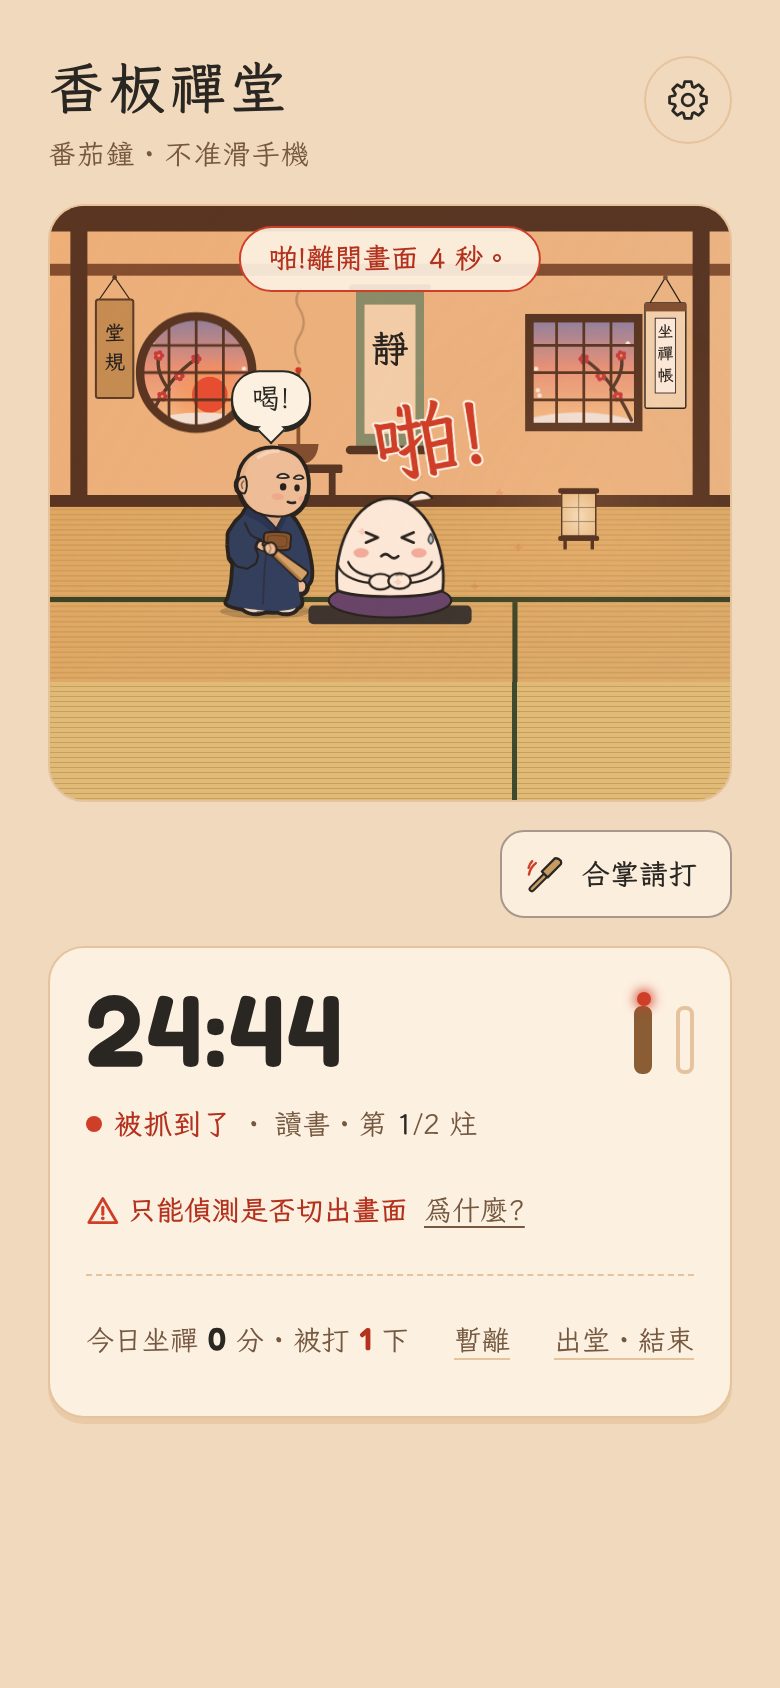 香板禪堂
番茄鐘・不准滑手機
啪!離開畫面 4 秒。
堂規
靜
坐禪帳
喝!
啪!
合掌請打
24:44
被抓到了 ・ 讀書・第 1/2 炷
只能偵測是否切出畫面 為什麼?
今日坐禪 0 分・被打 1 下 暫離 出堂・結束